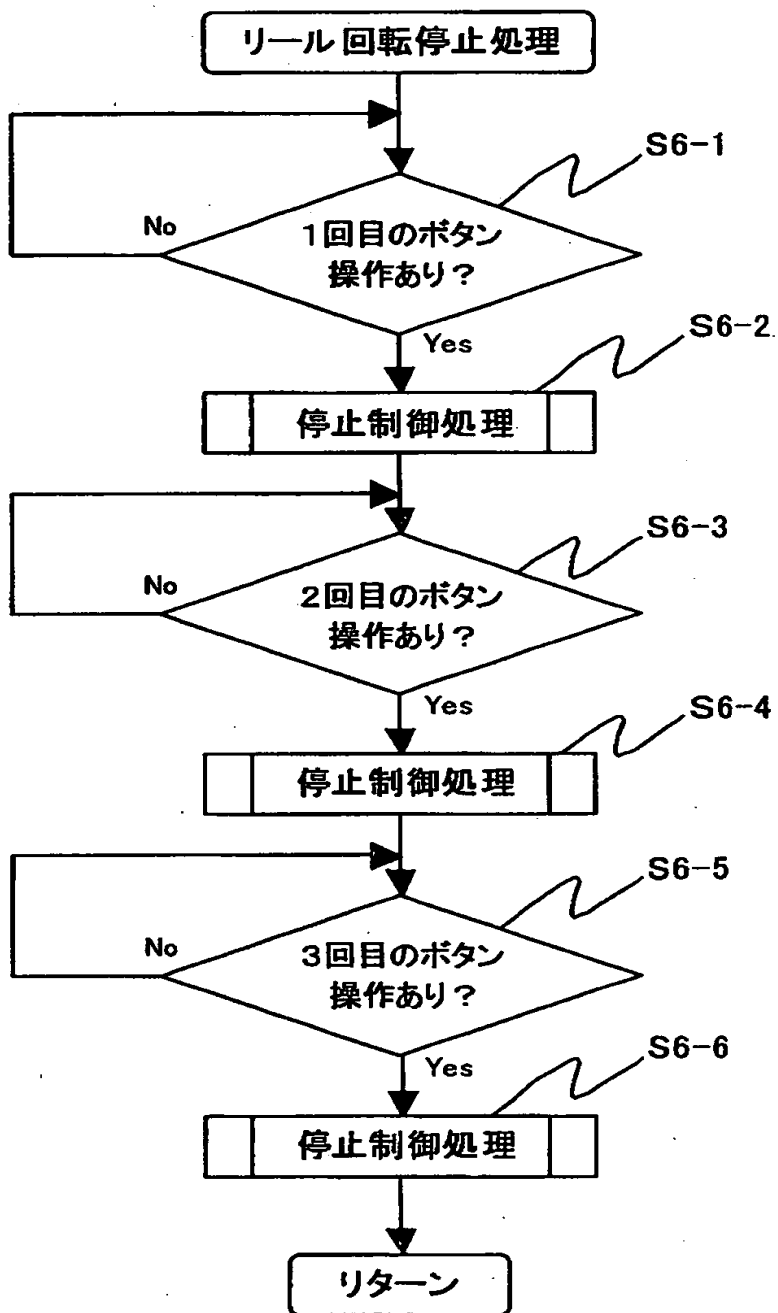 リール回転停止処理
S6-1
No
1回目のボタン
操作あり?
Yes
S6-2
停止制御処理
S6-3
No
2回目のボタン
操作あり?
Yes
S6-4
停止制御処理
S6-5
No
3回目のボタン
操作あり?
Yes
S6-6
停止制御処理
リターン